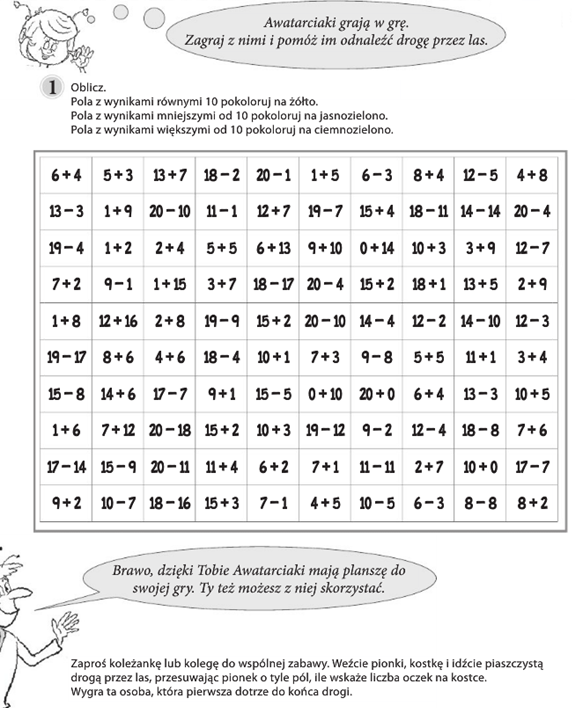 Awatarciaki grają w grę.
Zagraj z nimi i pomóż im odnaleźć drogę przez las.
1 Oblicz.
Pola z wynikami równymi 10 pokoloruj na żółto.
Pola z wynikami mniejszymi od 10 pokoloruj na jasnozielono.
Pola z wynikami większymi od 10 pokoloruj na ciemnozielono.
6 + 4 5 + 3 13 + 7 18 − 2 20 − 1 1 + 5 6 − 3 8 + 4 12 − 5 4 + 8
13 − 3 1 + 9 20 − 10 11 − 1 12 + 7 19 − 7 15 + 4 18 − 11 14 − 14 20 − 4
19 − 4 1 + 2 2 + 4 5 + 5 6 + 13 9 + 10 0 + 14 10 + 3 3 + 9 12 − 7
7 + 2 9 − 1 1 + 15 3 + 7 18 − 17 20 − 4 15 + 2 18 + 1 13 + 5 2 + 9
1 + 8 12 + 16 2 + 8 19 − 9 15 + 2 20 − 10 14 − 4 12 − 2 14 − 10 12 − 3
19 − 17 8 + 6 4 + 6 18 − 4 10 + 1 7 + 3 9 − 8 5 + 5 11 + 1 3 + 4
15 − 8 14 + 6 17 − 7 9 + 1 15 − 5 0 + 10 20 + 0 6 + 4 13 − 3 10 + 5
1 + 6 7 + 12 20 − 18 15 + 2 10 + 3 19 − 12 9 − 2 12 − 4 18 − 8 7 + 6
17 − 14 15 − 9 20 − 11 11 + 4 6 + 2 7 + 1 11 − 11 2 + 7 10 + 0 17 − 7
9 + 2 10 − 7 18 − 16 15 + 3 7 − 1 4 + 5 10 − 5 6 − 3 8 − 8 8 + 2
Brawo, dzięki Tobie Awatarciaki mają planszę do
swojej gry. Ty też możesz z niej skorzystać.
Zaproś koleżankę lub kolegę do wspólnej zabawy. Weźcie pionki, kostkę i idźcie piaszczystą
drogą przez las, przesuwając pionek o tyle pól, ile wskaże liczba oczek na kostce.
Wygra ta osoba, która pierwsza dotrze do końca drogi.